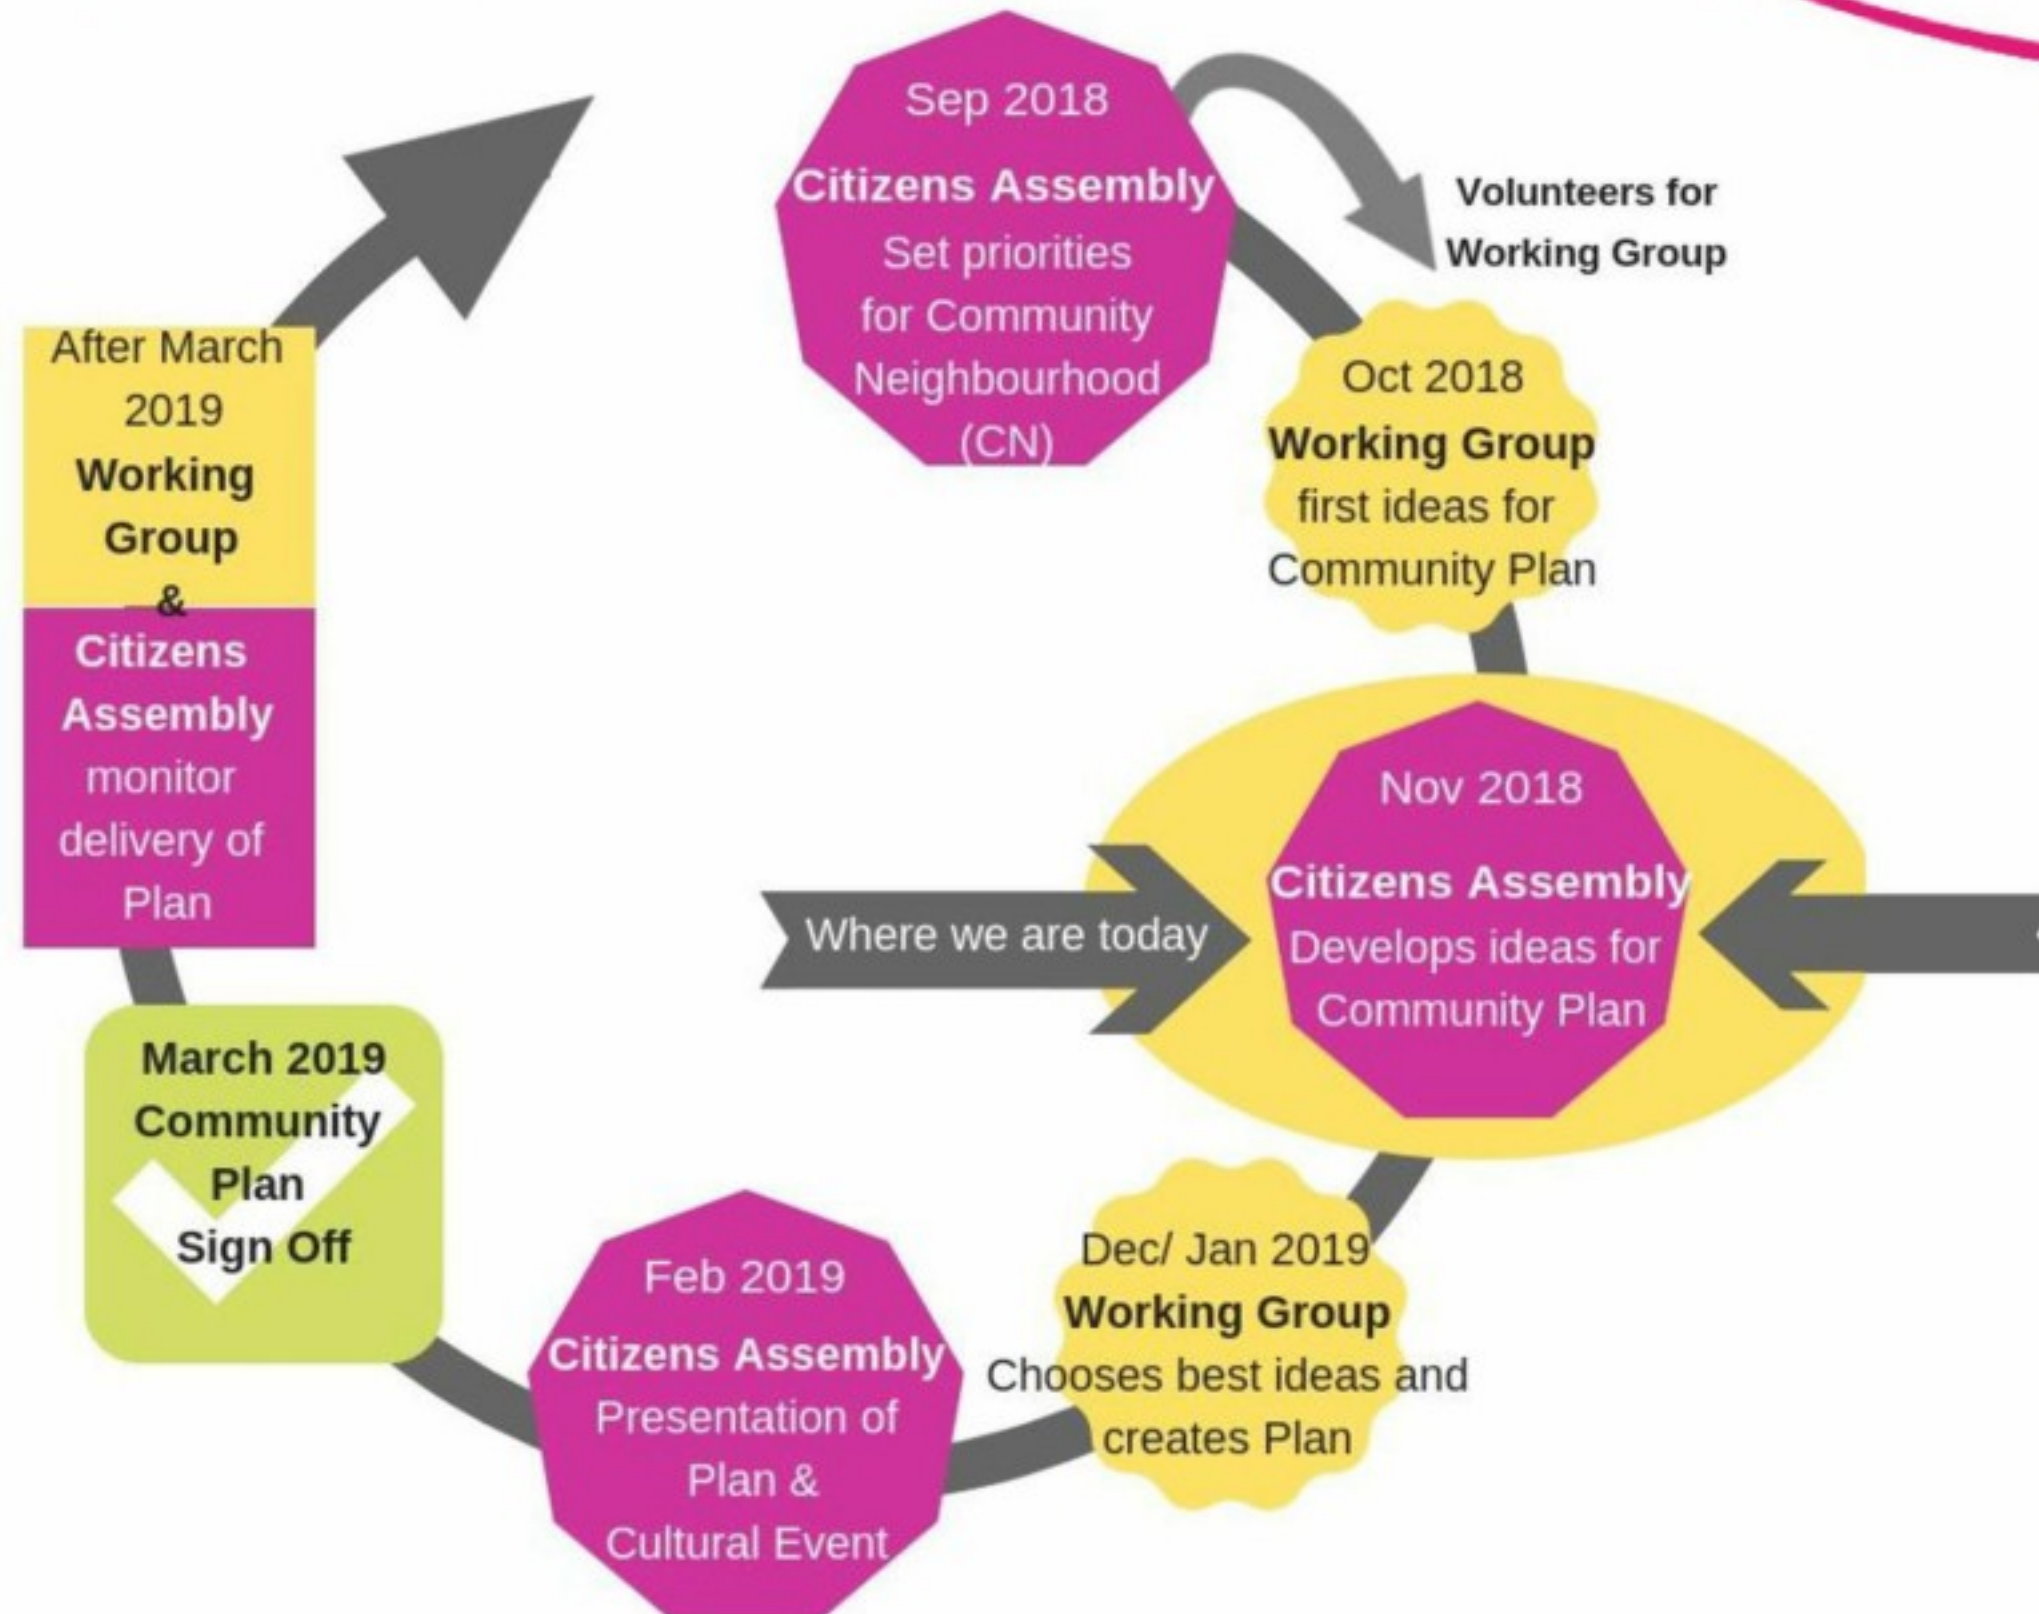 Sep 2018
Citizens Assembly
Set priorities
for Community
Neighbourhood
(CN)
Volunteers for
Working Group
Oct 2018
Working Group
first ideas for
Community Plan
Nov 2018
Citizens Assembly
Develops ideas for
Community Plan
Where we are today
Dec/ Jan 2019
Working Group
Chooses best ideas and
creates Plan
Feb 2019
Citizens Assembly
Presentation of
Plan &
Cultural Event
March 2019
Community
Plan
Sign Off
After March
2019
Working
Group
&
Citizens
Assembly
monitor
delivery of
Plan